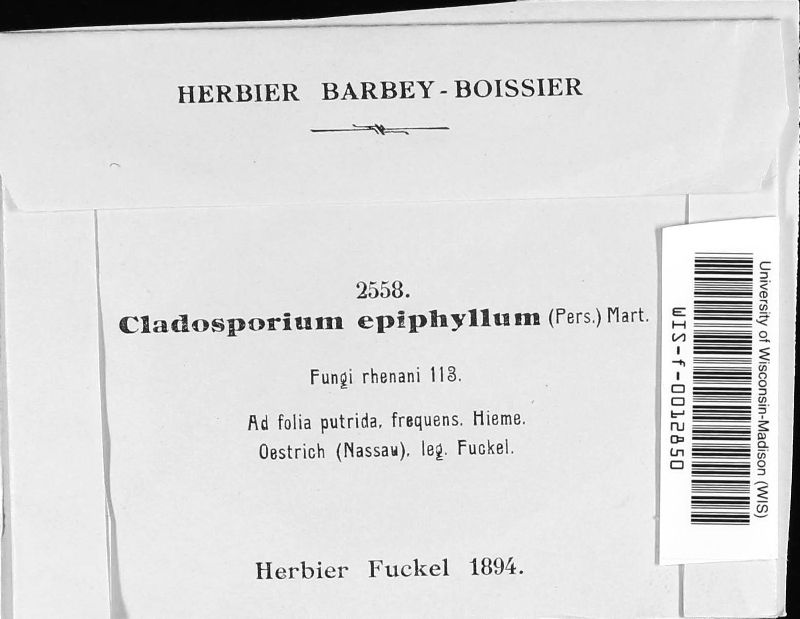 HERBIER BARBEY-BOISSIER
2558.
Cladosporium epiphyllum (Pers.) Mart.
Fungi rhenani 113.
Ad folia putrida, frequens. Hieme.
Oestrich (Nassau), leg. Fuckel.
Herbier Fuckel 1894.
University of Wisconsin-Madison (WIS)
WIS-f-0012850